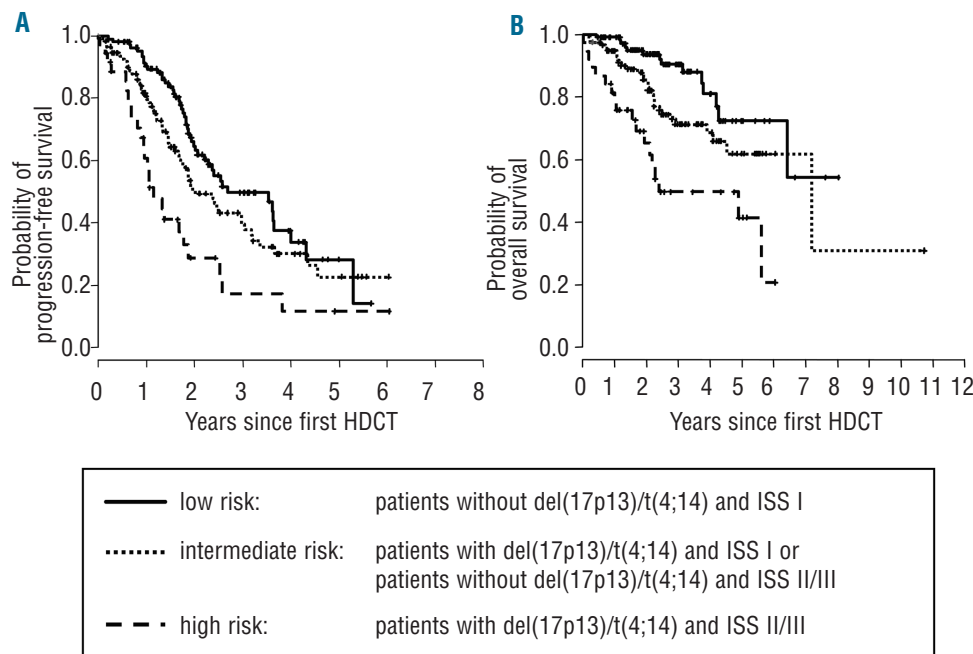 A
Probability of
progression-free survival
1.0
0.8
0.6
0.4
0.2
0.0
0 1 2 3 4 5 6 7 8
Years since first HDCT
B
Probability of
overall survival
1.0
0.8
0.6
0.4
0.2
0.0
0 1 2 3 4 5 6 7 8 9 10 11 12
Years since first HDCT
low risk: patients without del(17p13)/t(4;14) and ISS I
intermediate risk: patients with del(17p13)/t(4;14) and ISS I or
patients without del(17p13)/t(4;14) and ISS II/III
high risk: patients with del(17p13)/t(4;14) and ISS II/III